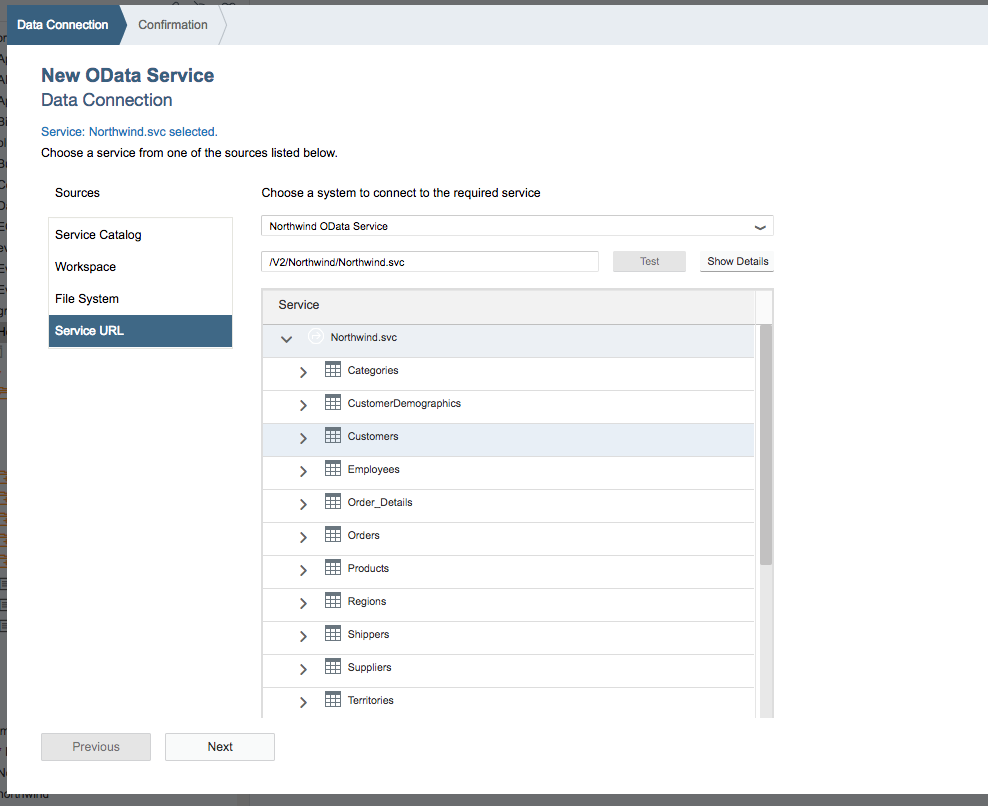 Data Connection
Confirmation
New OData Service
Data Connection
Service: Northwind.svc selected.
Choose a service from one of the sources listed below.
Sources
Service Catalog
Workspace
File System
Service URL
Choose a system to connect to the required service
Northwind OData Service
/V2/Northwind/Northwind.svc
Test
Show Details
Service
Northwind.svc
Categories
CustomerDemographics
Customers
Employees
Order_Details
Orders
Products
Regions
Shippers
Suppliers
Territories
Previous
Next